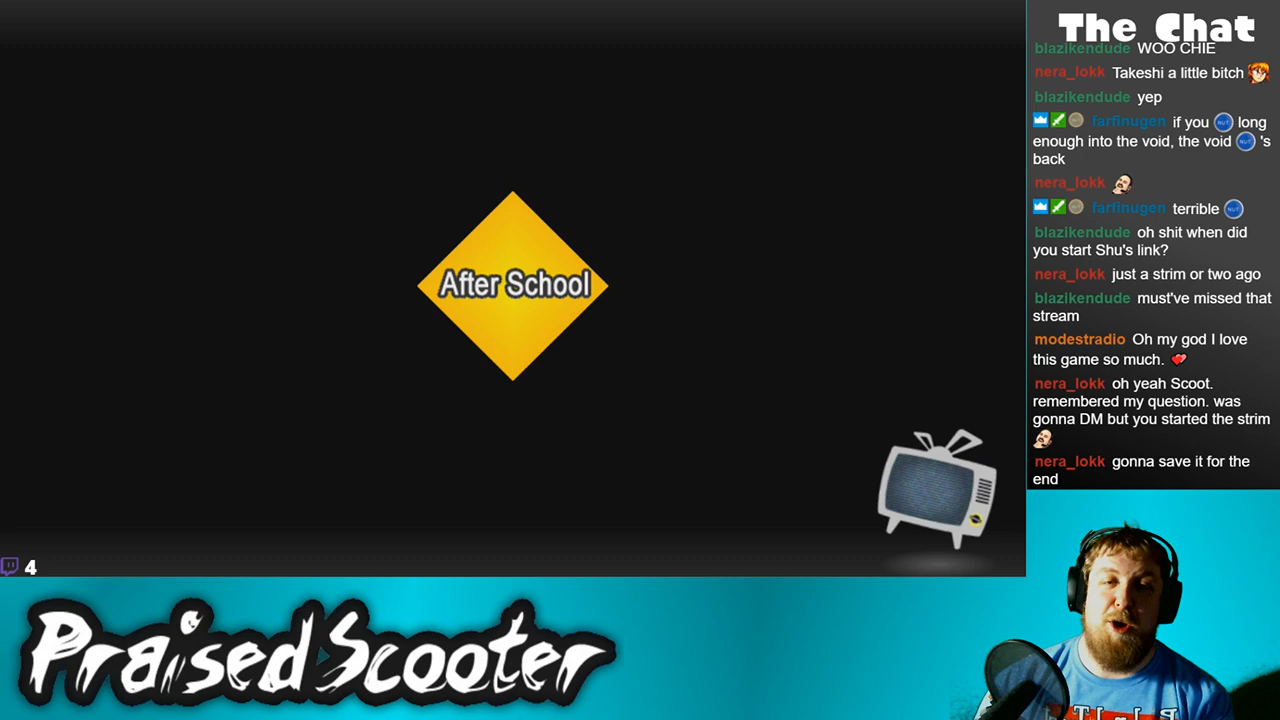 After School
4
PraisedScooter
The Chat
blazikendude WOO CHIE
nera_lokk Takeshi a little bitch
blazikendude yep
farfinugen if you NUT long
enough into the void, the void NUT 's
back
nera_lokk
farfinugen terrible NUT
blazikendude oh shit when did
you start Shu's link?
nera_lokk just a strim or two ago
blazikendude must've missed that
stream
modestradio Oh my god I love
this game so much.
nera_lokk oh yeah Scoot.
remembered my question. was
gonna DM but you started the strim
nera_lokk gonna save it for the
end